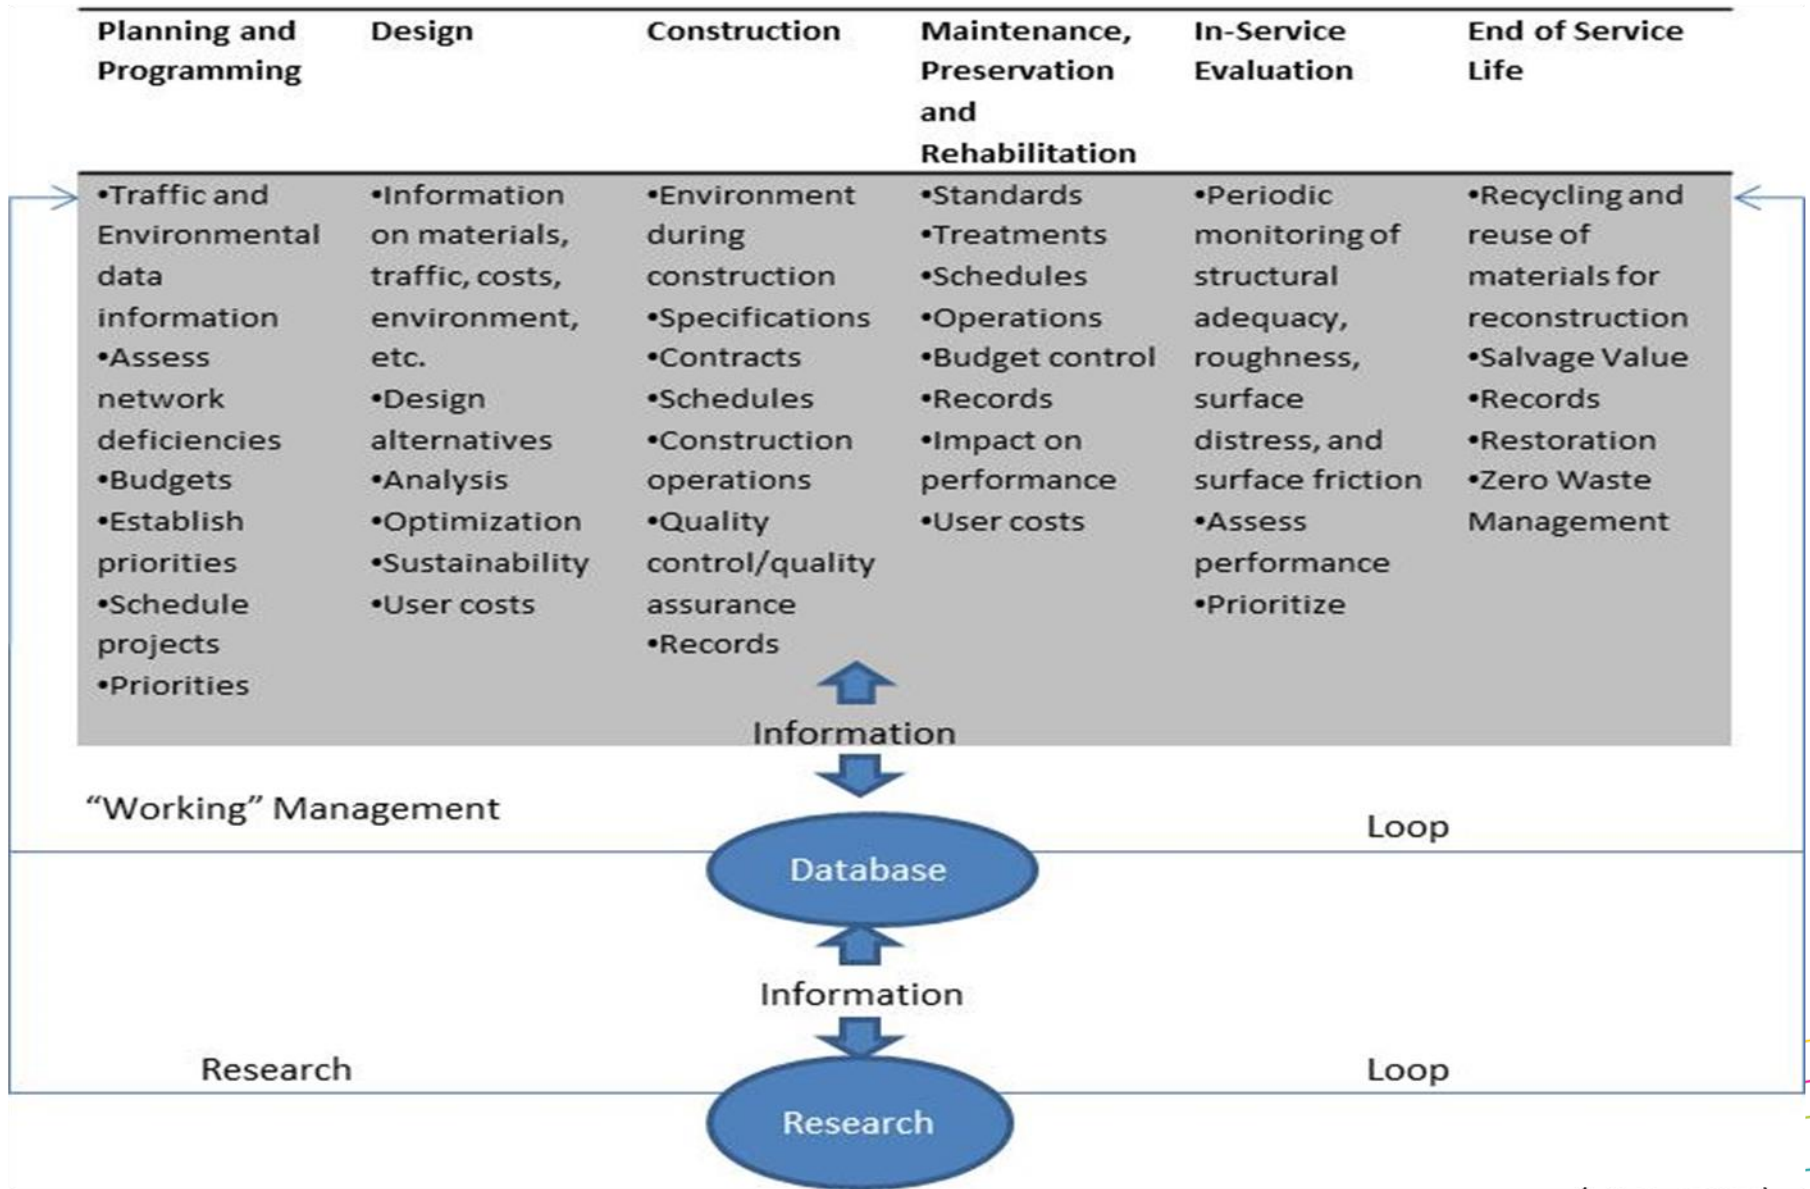 Planning and
Programming
Design
Construction
Maintenance,
Preservation
and
Rehabilitation
In-Service
Evaluation
End of Service
Life
•Traffic and
Environmental
data
information
•Assess
network
deficiencies
•Budgets
•Establish
priorities
•Schedule
projects
•Priorities
•Information
on materials,
traffic, costs,
environment,
etc.
•Design
alternatives
•Analysis
•Optimization
•Sustainability
•User costs
•Environment
during
construction
•Specifications
•Contracts
•Schedules
•Construction
operations
•Quality
control/quality
assurance
•Records
•Standards
•Treatments
•Schedules
•Operations
•Budget control
•Records
•Impact on
performance
•User costs
•Periodic
monitoring of
structural
adequacy,
roughness,
surface
distress, and
surface friction
•Assess
performance
•Prioritize
•Recycling and
reuse of
materials for
reconstruction
•Salvage Value
•Records
•Restoration
•Zero Waste
Management
Information
“Working” Management
Loop
Database
Information
Research
Loop
Research